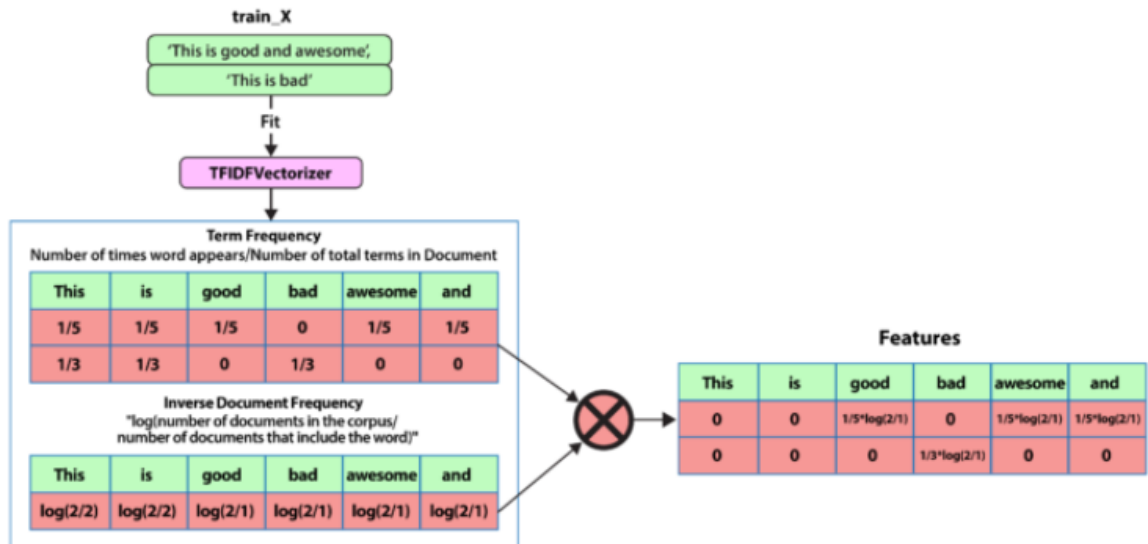 train_X
'This is good and awesome',
'This is bad'
Fit
TFIDFVectorizer
Term Frequency
Number of times word appears/Number of total terms in Document
This is good bad awesome and
1/5 1/5 1/5 0 1/5 1/5
1/3 1/3 0 1/3 0 0
Inverse Document Frequency
"log(number of documents in the corpus/
number of documents that include the word)"
This is good bad awesome and
log(2/2) log(2/2) log(2/1) log(2/1) log(2/1) log(2/1)
Features
This is good bad awesome and
0 0 1/5*log(2/1) 0 1/5*log(2/1) 1/5*log(2/1)
0 0 0 1/3*log(2/1) 0 0